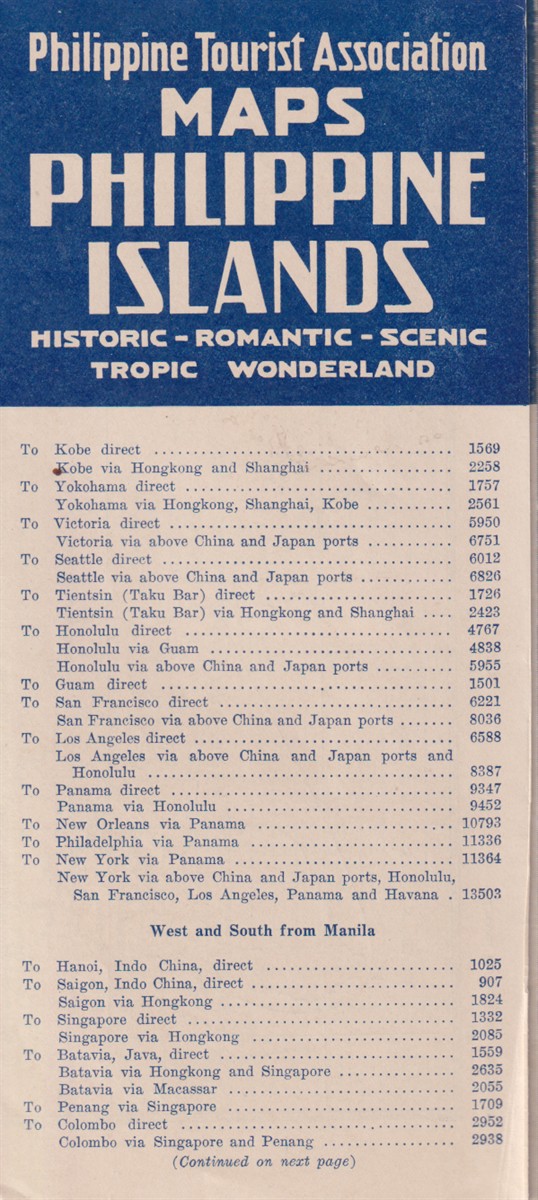 Philippine Tourist Association
MAPS
PHILIPPINE
ISLANDS
HISTORIC - ROMANTIC - SCENIC
TROPIC WONDERLAND
To Kobe direct ........................................ 1569
Kobe via Hongkong and Shanghai .................. 2258
To Yokohama direct .................................... 1757
Yokohama via Hongkong, Shanghai, Kobe ........... 2561
To Victoria direct ...................................... 5950
Victoria via above China and Japan ports ........... 6751
To Seattle direct ....................................... 6012
Seattle via above China and Japan ports ............ 6826
To Tientsin (Taku Bar) direct ......................... 1726
Tientsin (Taku Bar) via Hongkong and Shanghai .... 2423
To Honolulu direct ..................................... 4767
Honolulu via Guam ................................ 4838
Honolulu via above China and Japan ports .......... 5955
To Guam direct ....................................... 1501
To San Francisco direct ................................ 6221
San Francisco via above China and Japan ports ....... 8036
To Los Angeles direct ................................... 6588
Los Angeles via above China and Japan ports and
Honolulu ......................................... 8387
To Panama direct ...................................... 9347
Panama via Honolulu .............................. 9452
To New Orleans via Panama .......................... 10793
To Philadelphia via Panama .......................... 11336
To New York via Panama ............................. 11364
New York via above China and Japan ports, Honolulu,
San Francisco, Los Angeles, Panama and Havana . 13503
West and South from Manila
To Hanoi, Indo China, direct ......................... 1025
To Saigon, Indo China, direct ........................... 907
Saigon via Hongkong ............................... 1824
To Singapore direct .................................... 1332
Singapore via Hongkong ............................ 2085
To Batavia, Java, direct ................................ 1559
Batavia via Hongkong and Singapore ................ 2635
Batavia via Macassar ................................ 2055
To Penang via Singapore .............................. 1709
To Colombo direct ..................................... 2952
Colombo via Singapore and Penang .................. 2938
(Continued on next page)